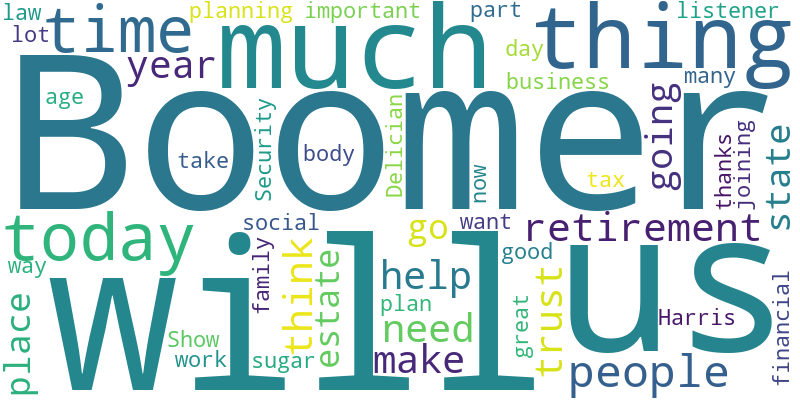 law
planning
important
part
listener
lot
time
much
thing
day
year
business
many
age
Boomer
Security
Delician
going
take
body
now
tax
thanks
joining
state
today
social
go
want
retirement
way
family
think
estate
help
good
will
us
place
plan
need
great
trust
Harris
financial
Show
work
sugar
make
people